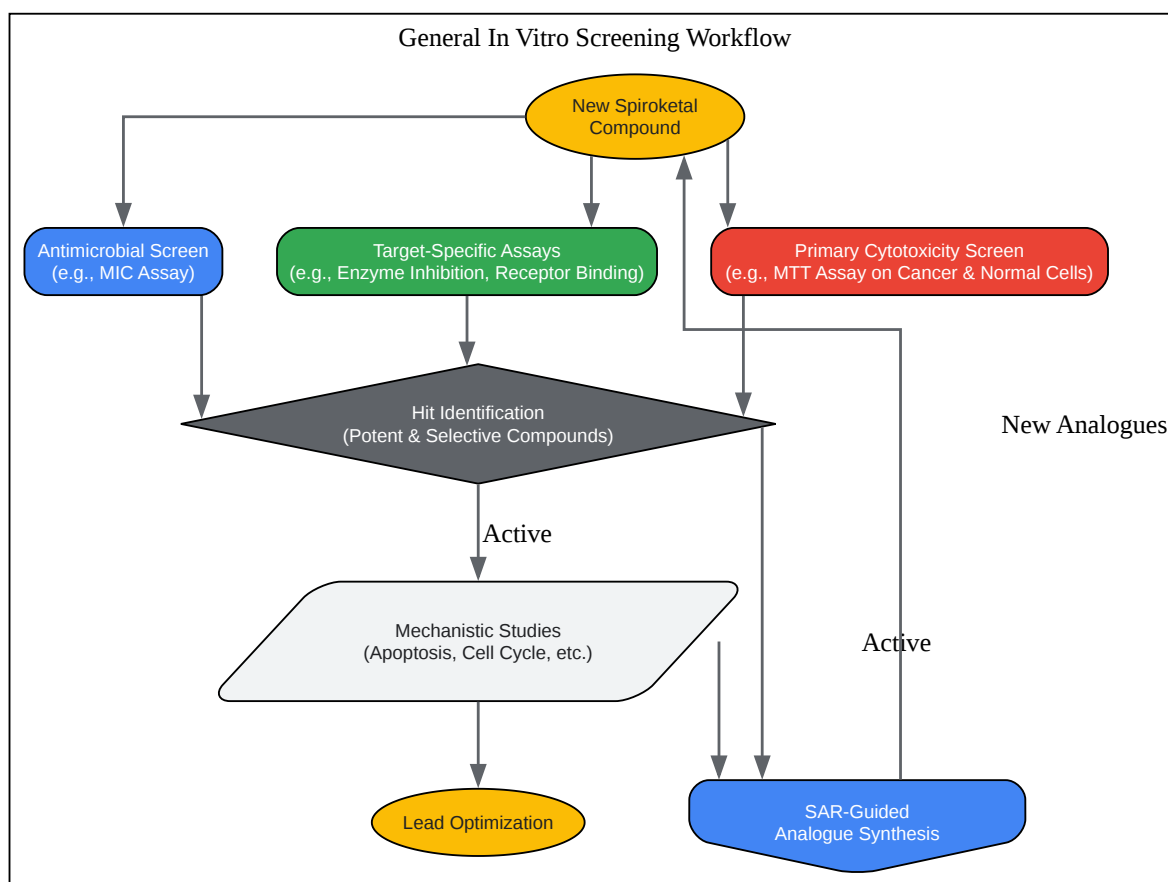 General In Vitro Screening Workflow
New Spiroketal
Compound
Antimicrobial Screen
(e.g., MIC Assay)
Target-Specific Assays
(e.g., Enzyme Inhibition, Receptor Binding)
Primary Cytotoxicity Screen
(e.g., MTT Assay on Cancer & Normal Cells)
Hit Identification
(Potent & Selective Compounds)
New Analogues
Active
Mechanistic Studies
(Apoptosis, Cell Cycle, etc.)
Active
Lead Optimization
SAR-Guided
Analogue Synthesis